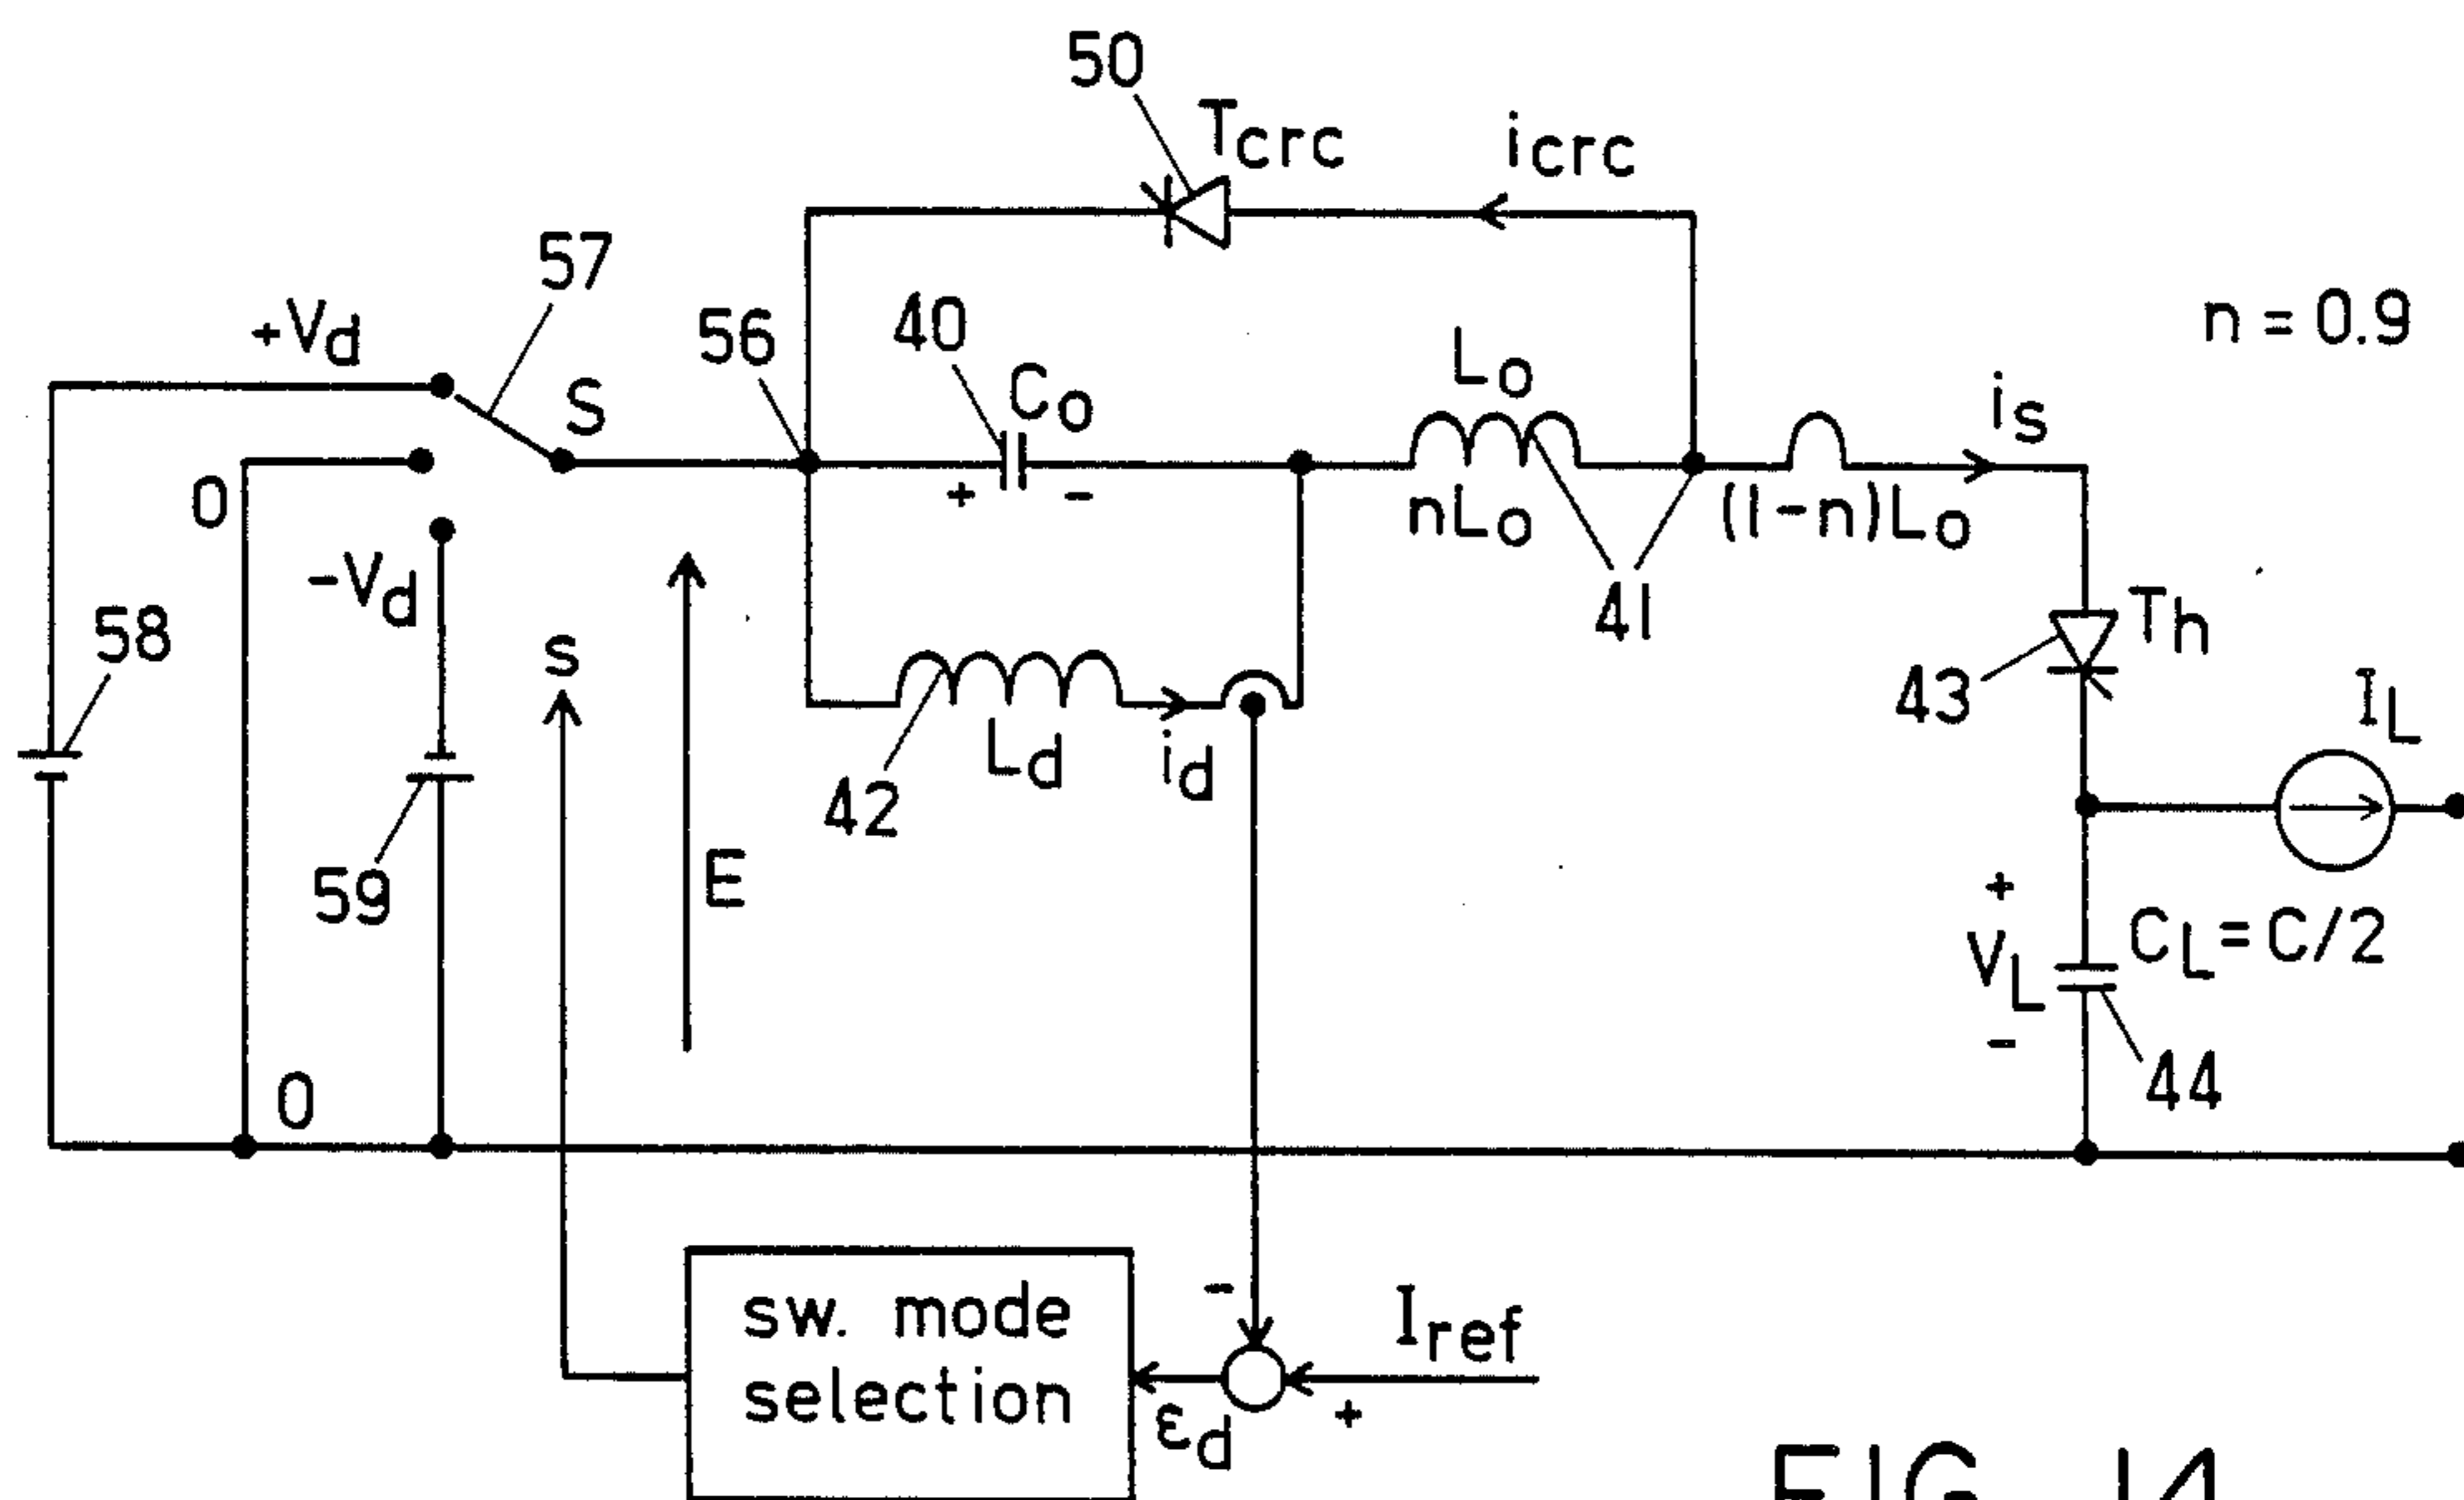 50
Tcrc
icrc
57
+Vd
S
56
40
Co
Lo
n = 0.9
is
0
+ -
nLo
(1-n)Lo
-Vd
58
s
41
Th
43
IL
Ld
id
42
59
E
+
VL
CL = C/2
-
44
0
sw. mode
selection
-
Iref
εd
+
FIG. 14